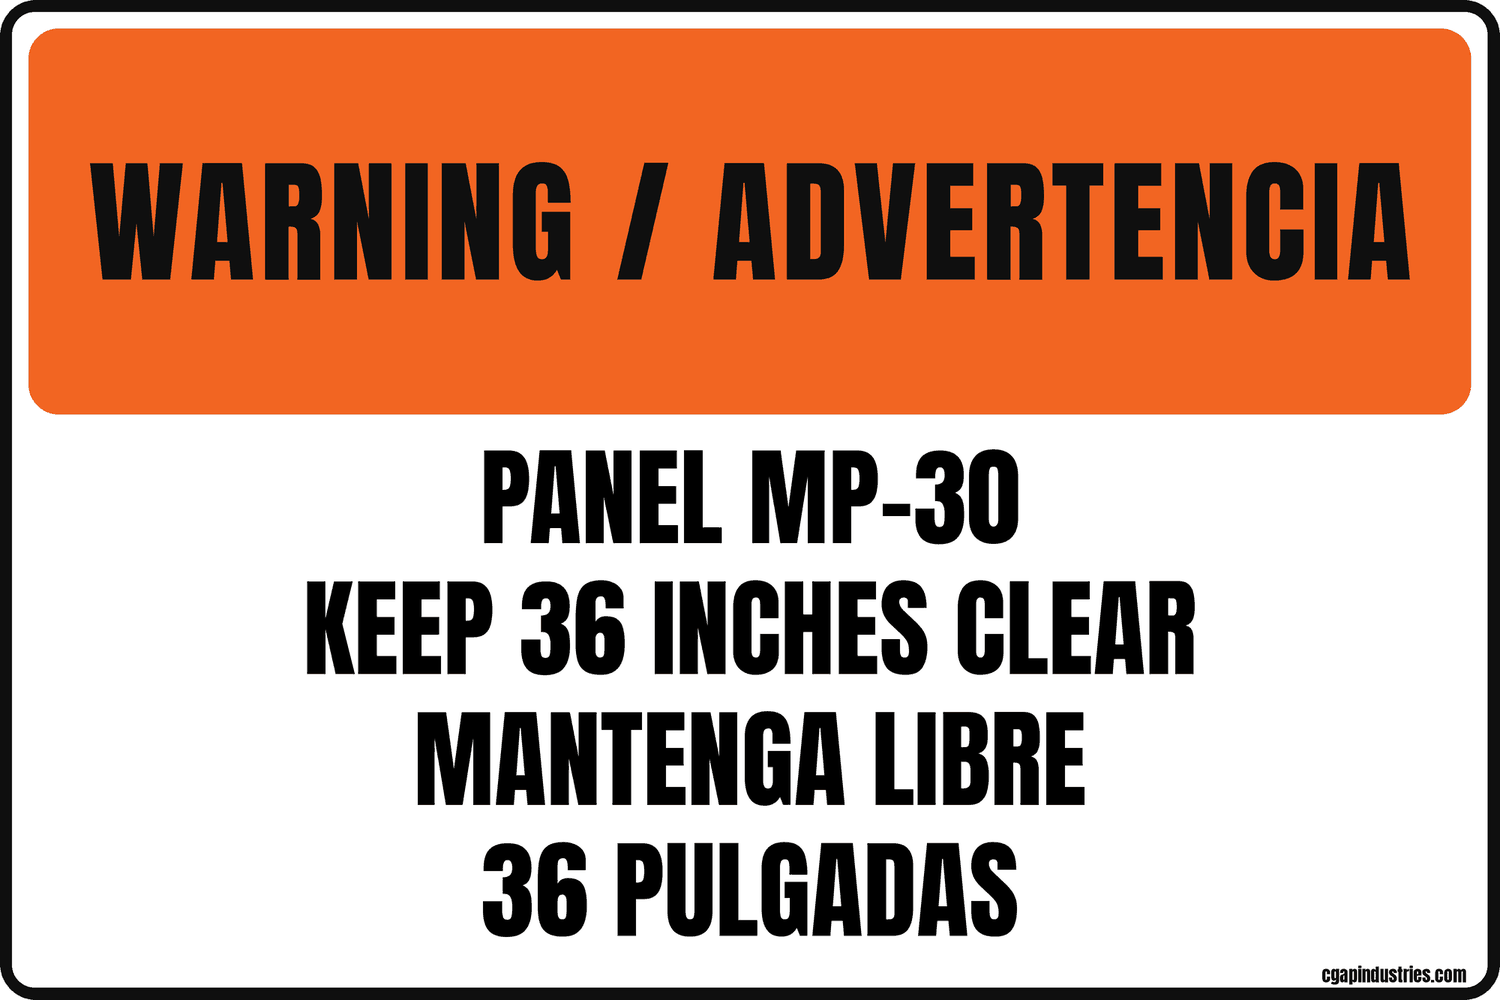 WARNING / ADVERTENCIA
PANEL MP-30
KEEP 36 INCHES CLEAR
MANTENGA LIBRE
36 PULGADAS
cgapindustries.com